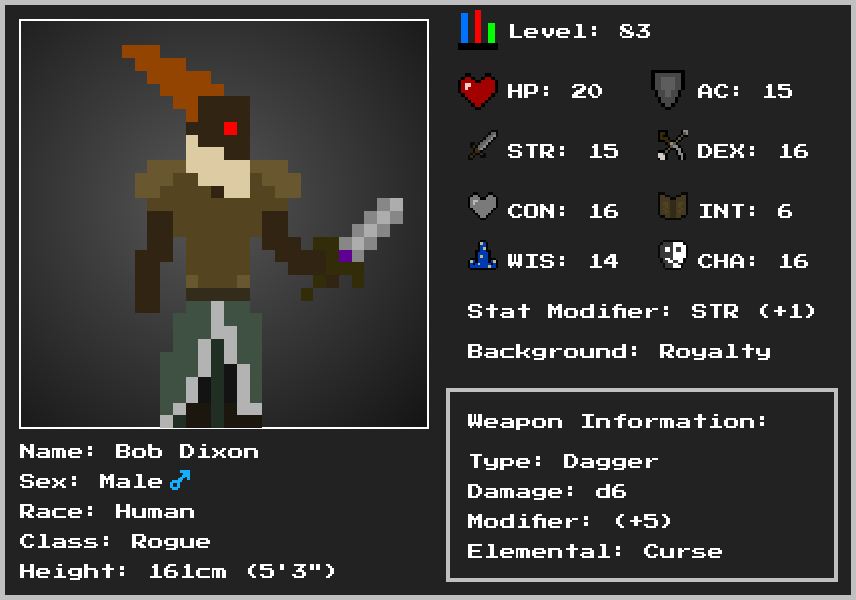 Level: 83
HP: 20 AC: 15
STR: 15 DEX: 16
CON: 16 INT: 6
WIS: 14 CHA: 16
Stat Modifier: STR (+1)
Background: Royalty
Weapon Information:
Type: Dagger
Damage: d6
Modifier: (+5)
Elemental: Curse
Name: Bob Dixon
Sex: Male♂
Race: Human
Class: Rogue
Height: 161cm (5'3")